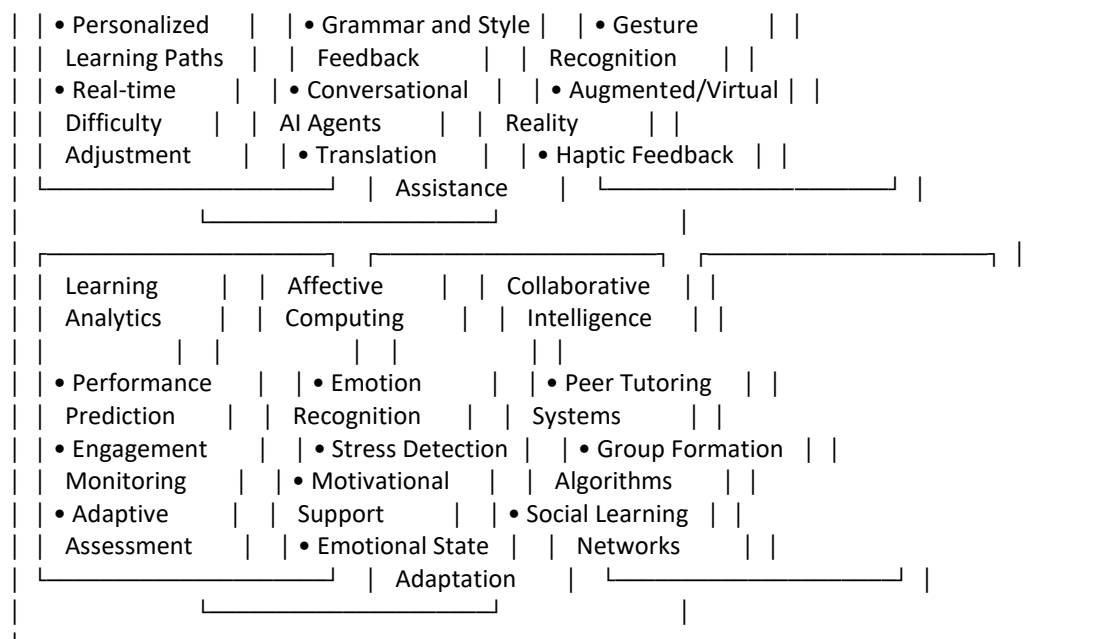 │ │ • Personalized │ │ • Grammar and Style │ │ • Gesture │ │
│ │ Learning Paths │ │ Feedback │ │ Recognition │ │
│ │ • Real-time │ │ • Conversational │ │ • Augmented/Virtual │ │
│ │ Difficulty │ │ AI Agents │ │ Reality │ │
│ │ Adjustment │ │ • Translation │ │ • Haptic Feedback │ │
│ └─────────────────┘ │ Assistance │ └─────────────────┘ │
│ └─────────────────┘ │
│ ┌─────────────────┐ ┌─────────────────┐ ┌─────────────────┐ │
│ │ Learning │ │ Affective │ │ Collaborative │ │
│ │ Analytics │ │ Computing │ │ Intelligence │ │
│ │ │ │ │ │ │ │
│ │ • Performance │ │ • Emotion │ │ • Peer Tutoring │ │
│ │ Prediction │ │ Recognition │ │ Systems │ │
│ │ • Engagement │ │ • Stress Detection │ │ • Group Formation │ │
│ │ Monitoring │ │ • Motivational │ │ Algorithms │ │
│ │ • Adaptive │ │ Support │ │ • Social Learning │ │
│ │ Assessment │ │ • Emotional State │ │ Networks │ │
│ └─────────────────┘ │ Adaptation │ └─────────────────┘ │
│ └─────────────────┘ │